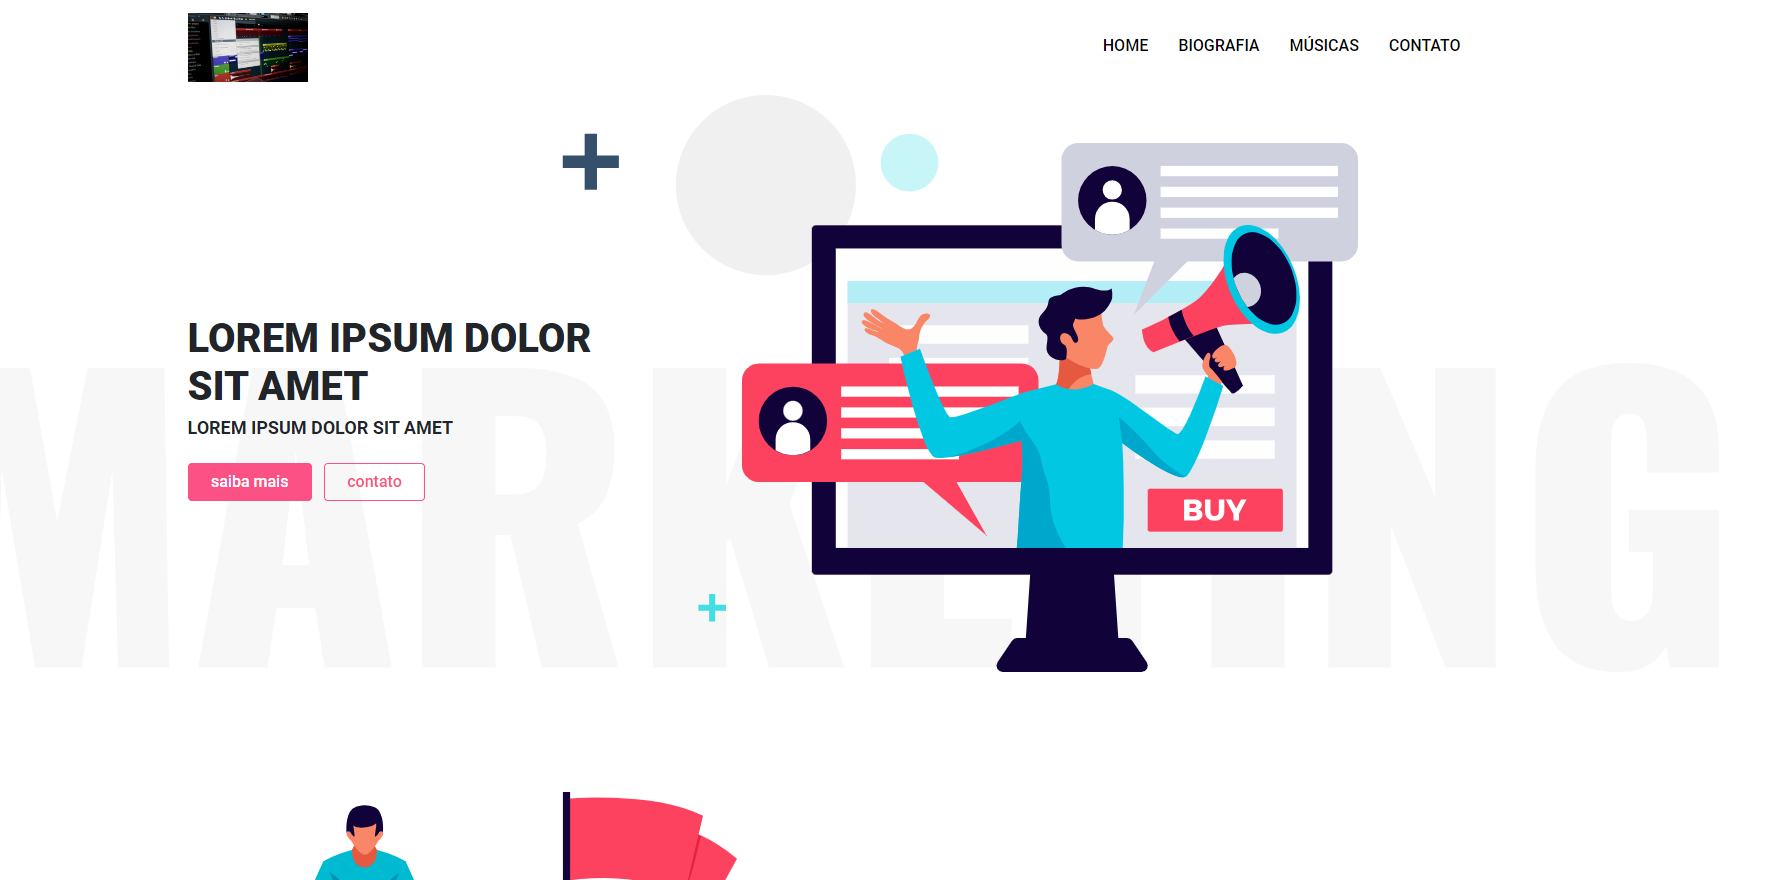 HOME BIOGRAFIA MÚSICAS CONTATO
LOREM IPSUM DOLOR
SIT AMET
LOREM IPSUM DOLOR SIT AMET
saiba mais contato
MARKETING
BUY